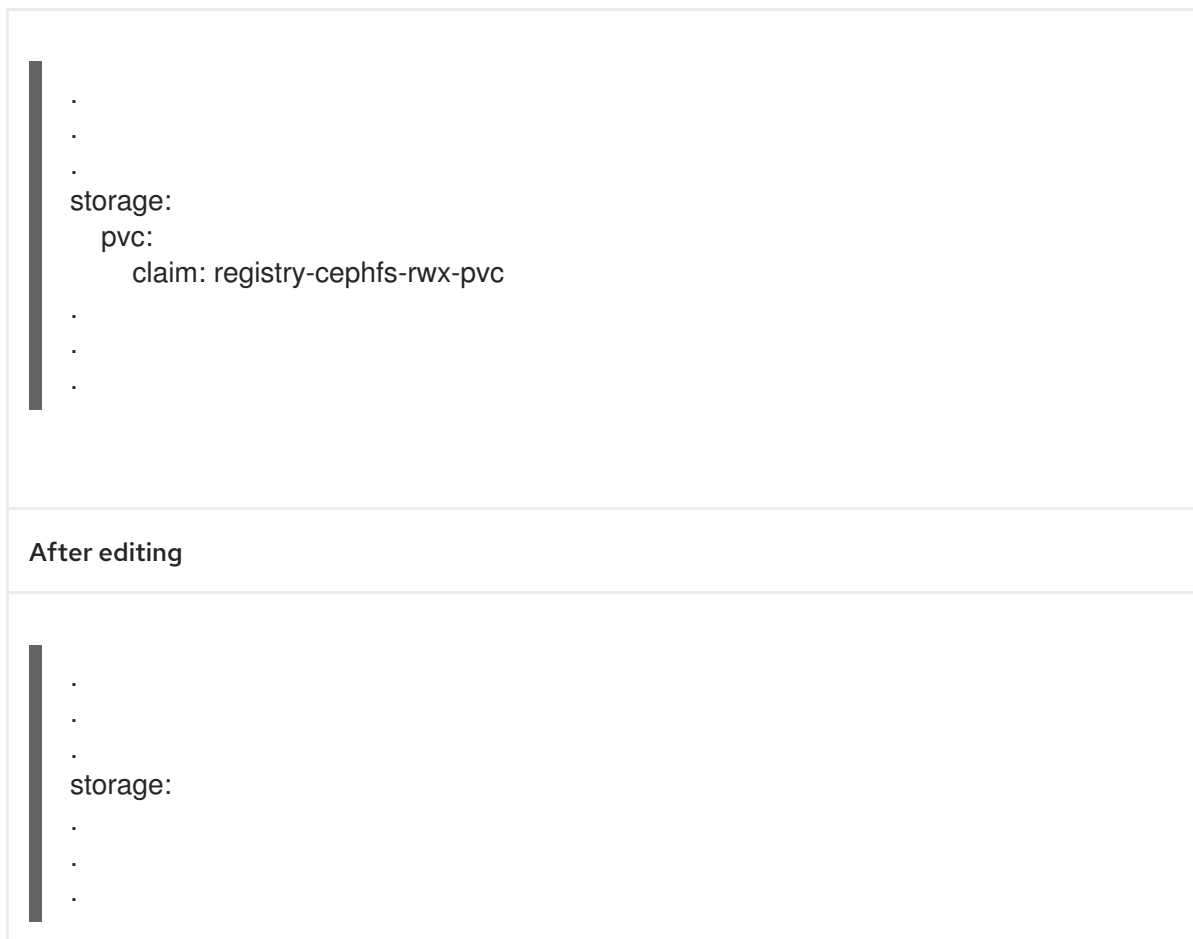 .
.
.
storage:
pvc:
claim: registry-cephfs-rwx-pvc
.
.
.
After editing
.
.
.
storage:
.
.
.